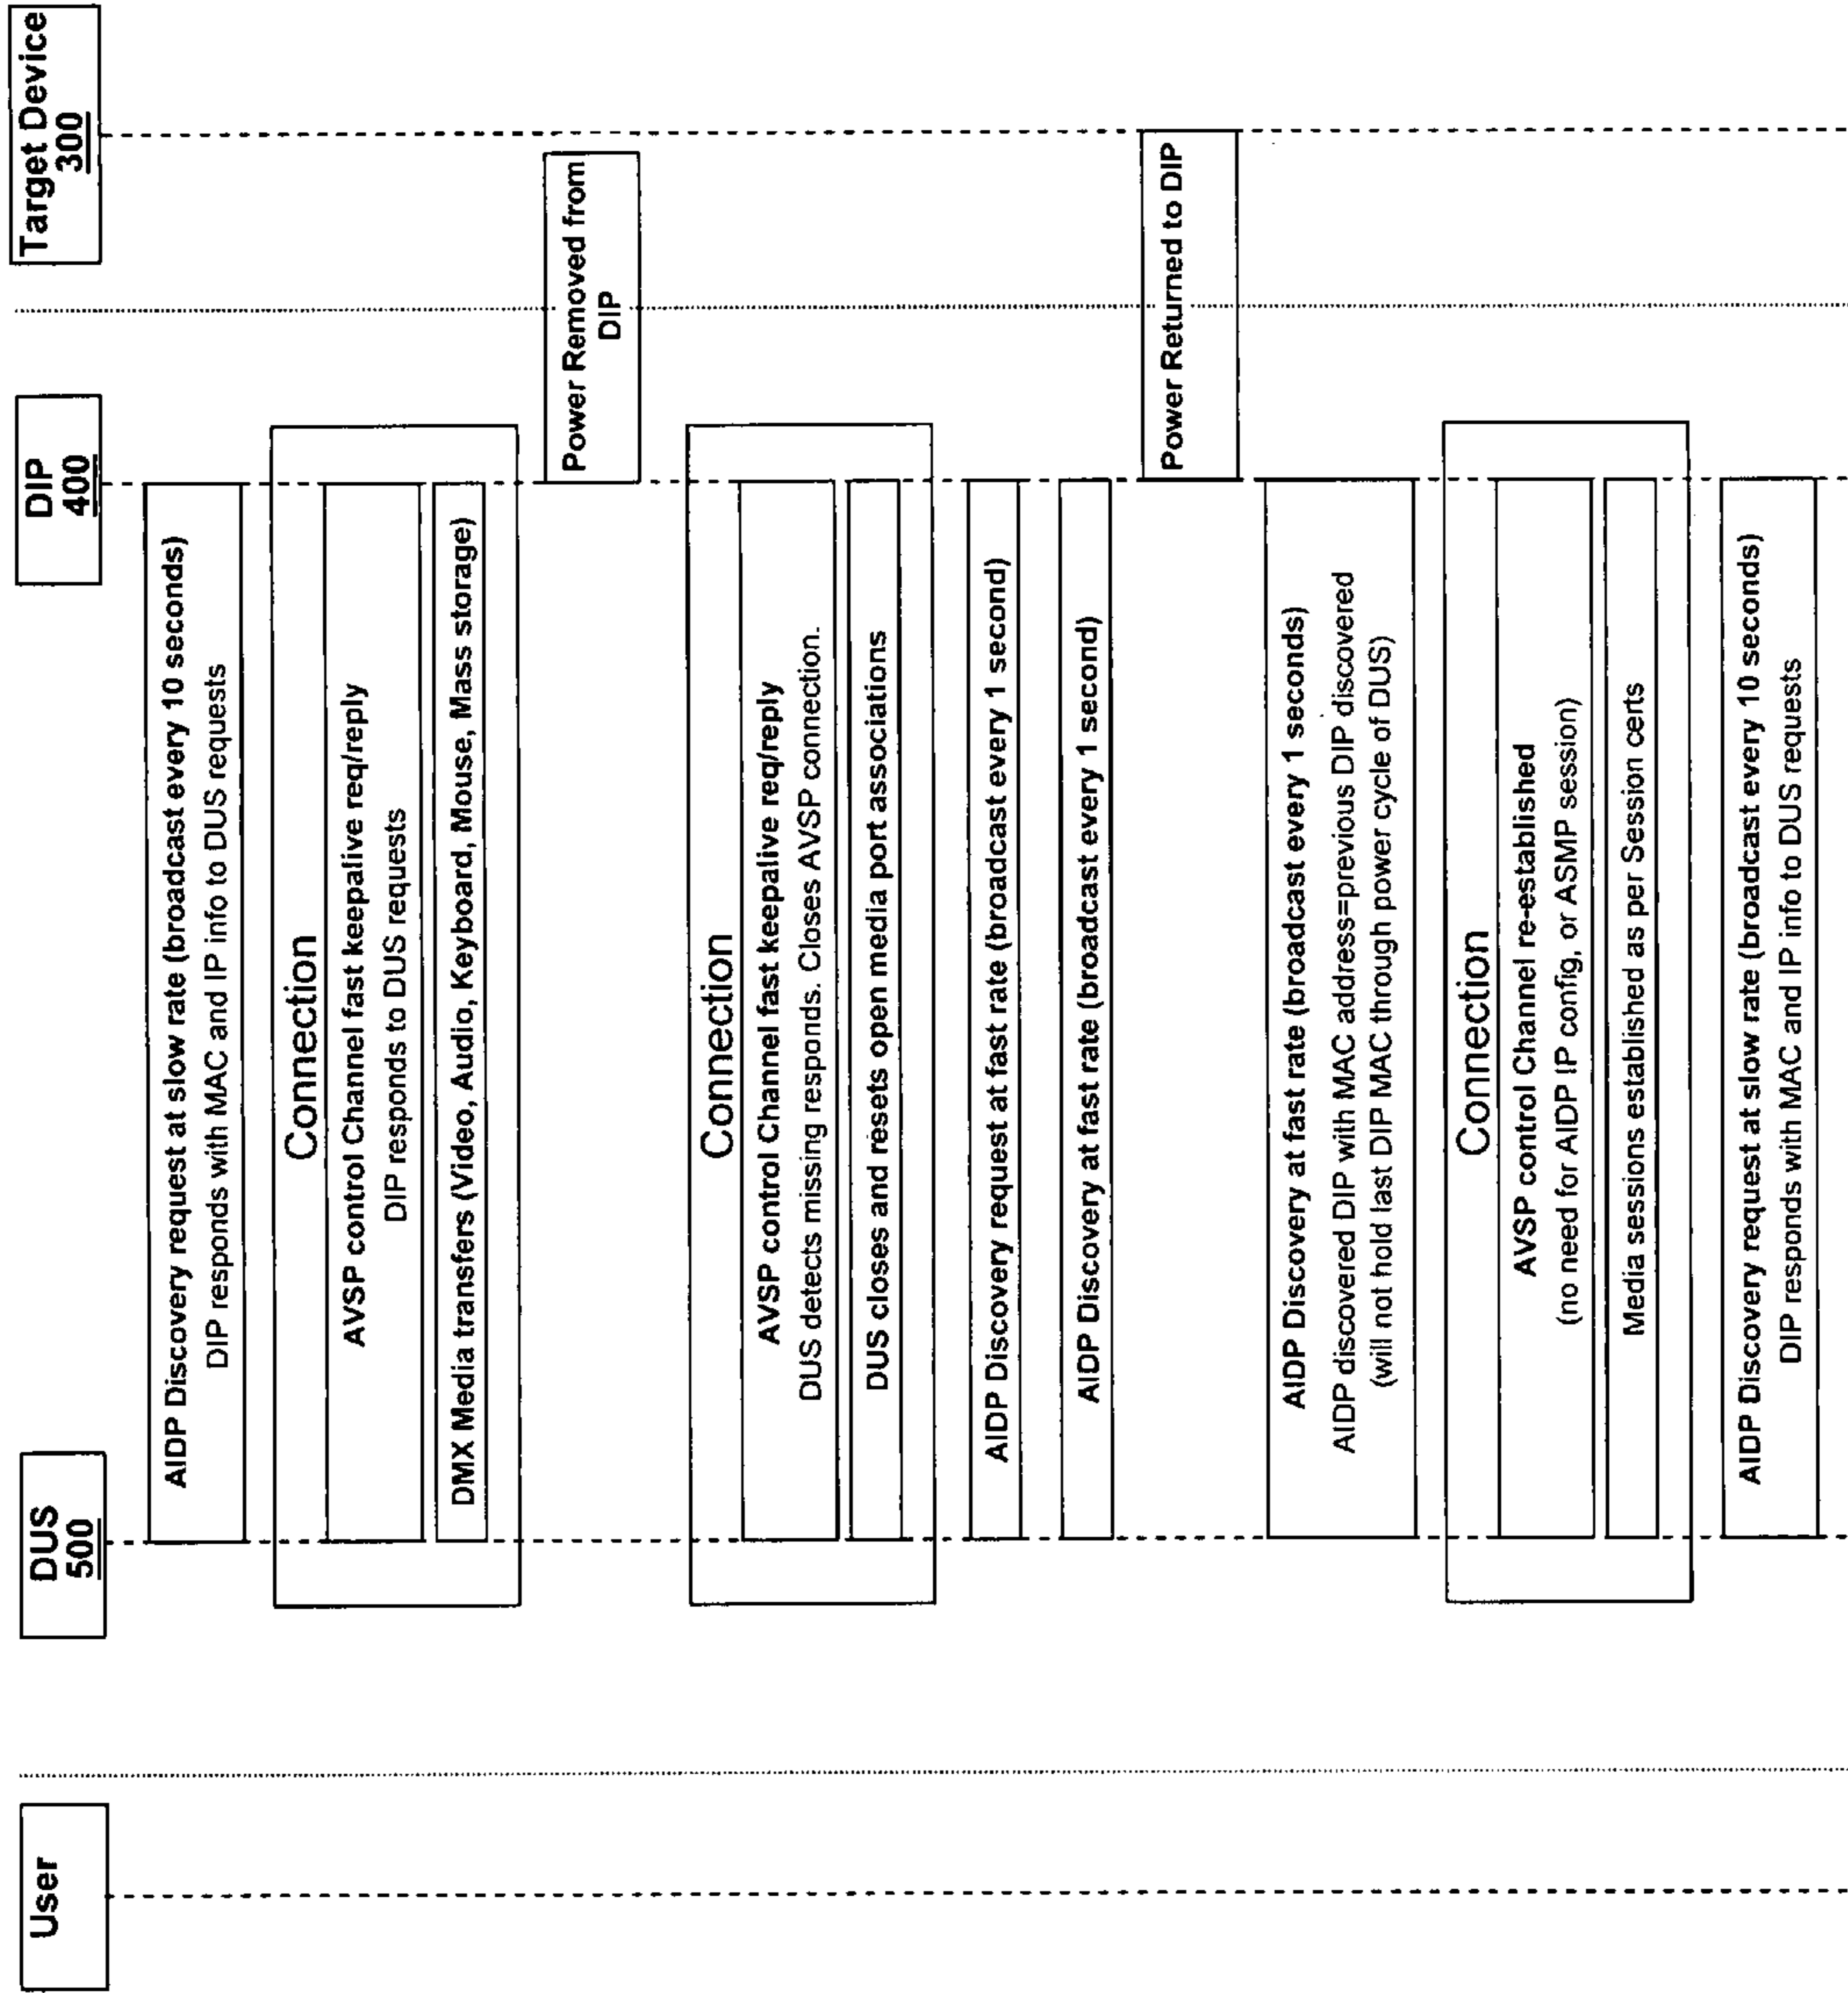 User
DUS
500
DIP
400
Target Device
300
AIDP Discovery request at slow rate (broadcast every 10 seconds)
DIP responds with MAC and IP info to DUS requests
Connection
AVSP control Channel fast keepalive req/reply
DIP responds to DUS requests
DMX Media transfers (Video, Audio, Keyboard, Mouse, Mass storage)
Power Removed from
DIP
Connection
AVSP control Channel fast keepalive req/reply
DUS detects missing responds. Closes AVSP connection.
DUS closes and resets open media port associations
AIDP Discovery request at fast rate (broadcast every 1 second)
AIDP Discovery at fast rate (broadcast every 1 second)
Power Returned to DIP
AIDP Discovery at fast rate (broadcast every 1 seconds)
AIDP discovered DIP with MAC address=previous DIP discovered
(will not hold last DIP MAC through power cycle of DUS)
Connection
AVSP control Channel re-established
(no need for AIDP IP config, or ASMP session)
Media sessions established as per Session certs
AIDP Discovery request at slow rate (broadcast every 10 seconds)
DIP responds with MAC and IP info to DUS requests